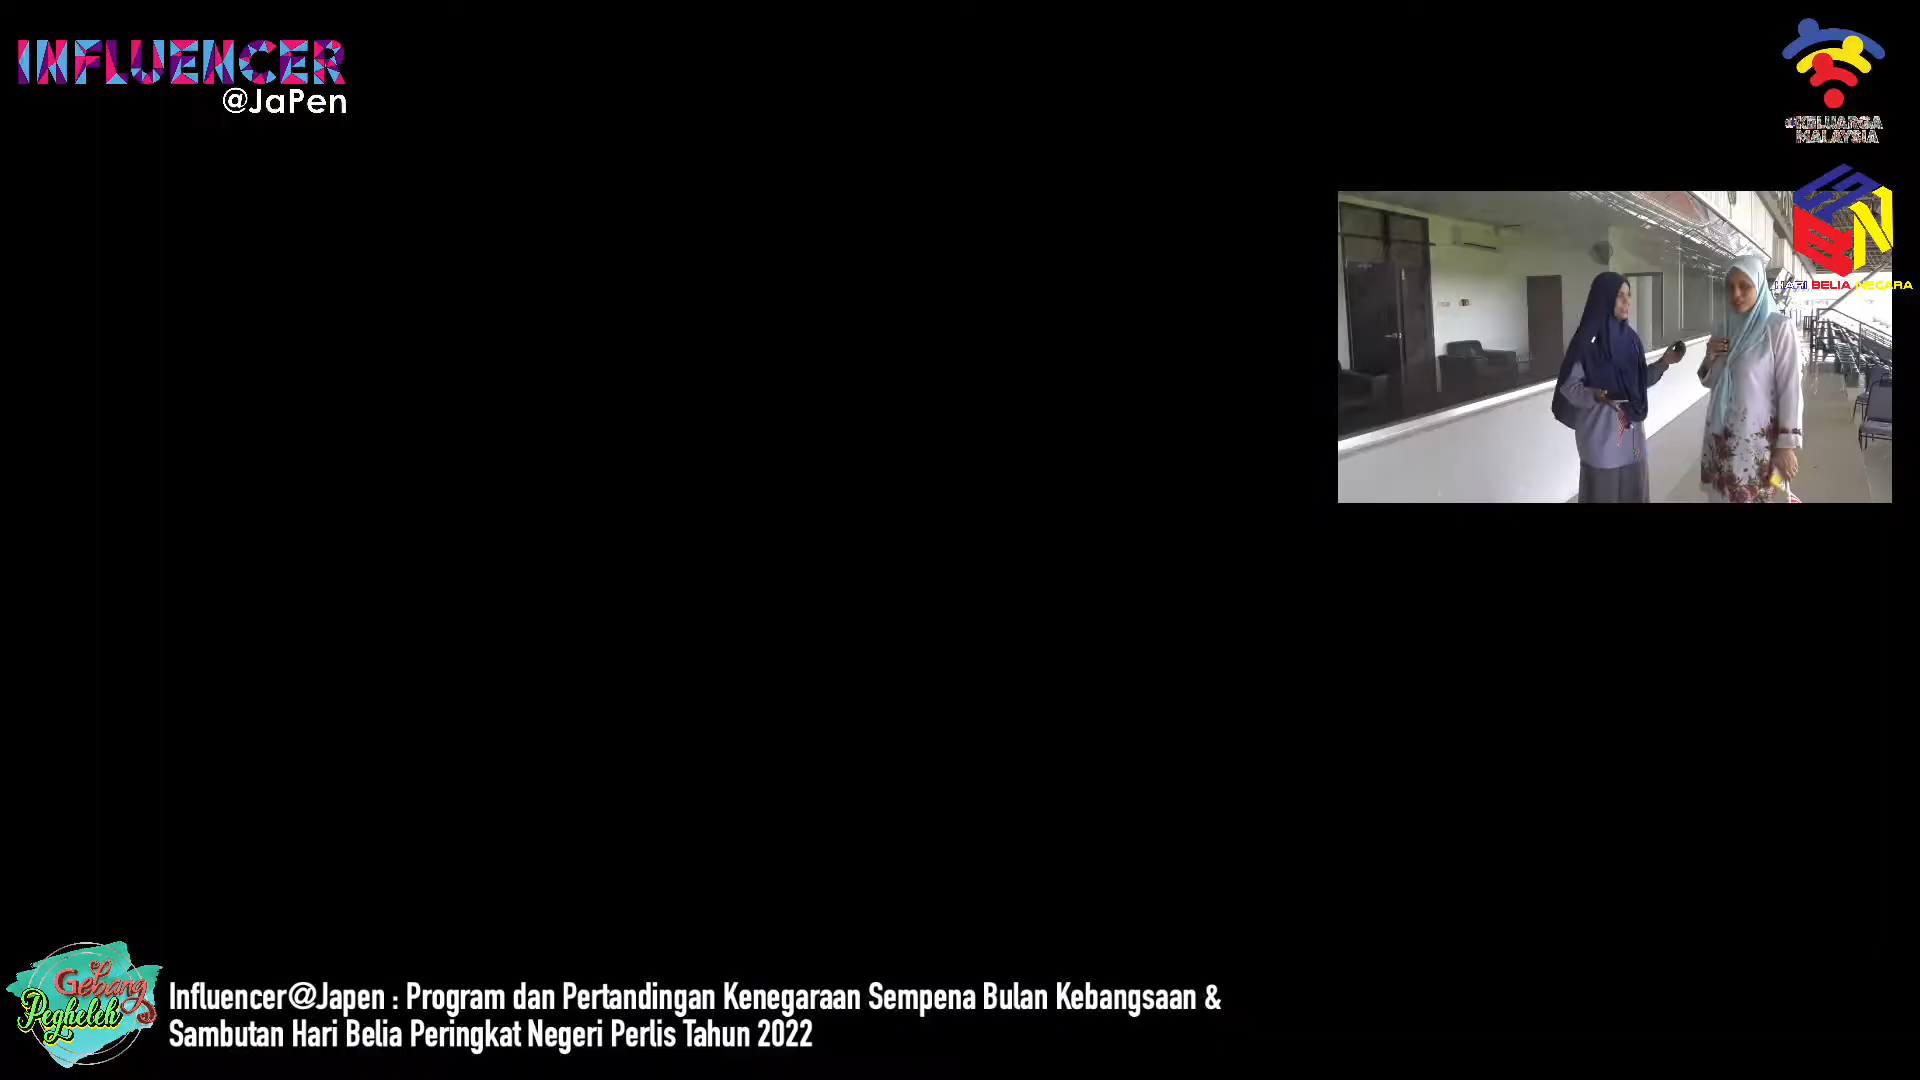 INFLUENCER
@JaPen
#KELUARGA
MALAYSIA
HARI BELIA NEGARA
Gebang
Pegheleh
Influencer@Japen : Program dan Pertandingan Kenegaraan Sempena Bulan Kebangsaan &
Sambutan Hari Belia Peringkat Negeri Perlis Tahun 2022